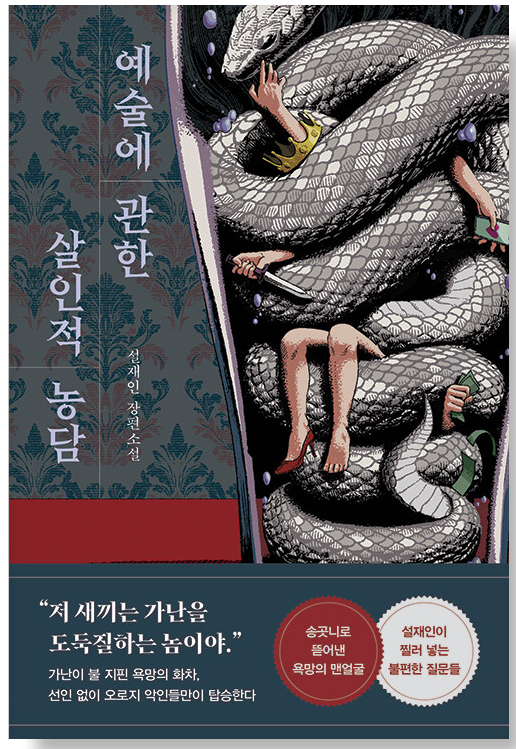 예술에 관한
살인적 농담
설재인 장편소설
“저 새끼는 가난을
도둑질하는 놈이야.”
가난이 불 지핀 욕망의 화차,
선인 없이 오로지 악인들만이 탑승한다
송곳니로
뜯어낸
욕망의 맨얼굴
설재인이
찔러 넣는
불편한 질문들